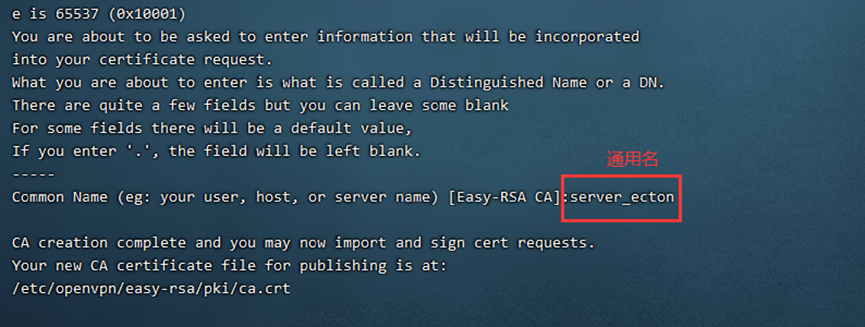 e is 65537 (0x10001)
You are about to be asked to enter information that will be incorporated
into your certificate request.
What you are about to enter is what is called a Distinguished Name or a DN.
There are quite a few fields but you can leave some blank
For some fields there will be a default value,
If you enter '.', the field will be left blank.
-----
通用名
Common Name (eg: your user, host, or server name) [Easy-RSA CA]:server_ecton
CA creation complete and you may now import and sign cert requests.
Your new CA certificate file for publishing is at:
/etc/openvpn/easy-rsa/pki/ca.crt